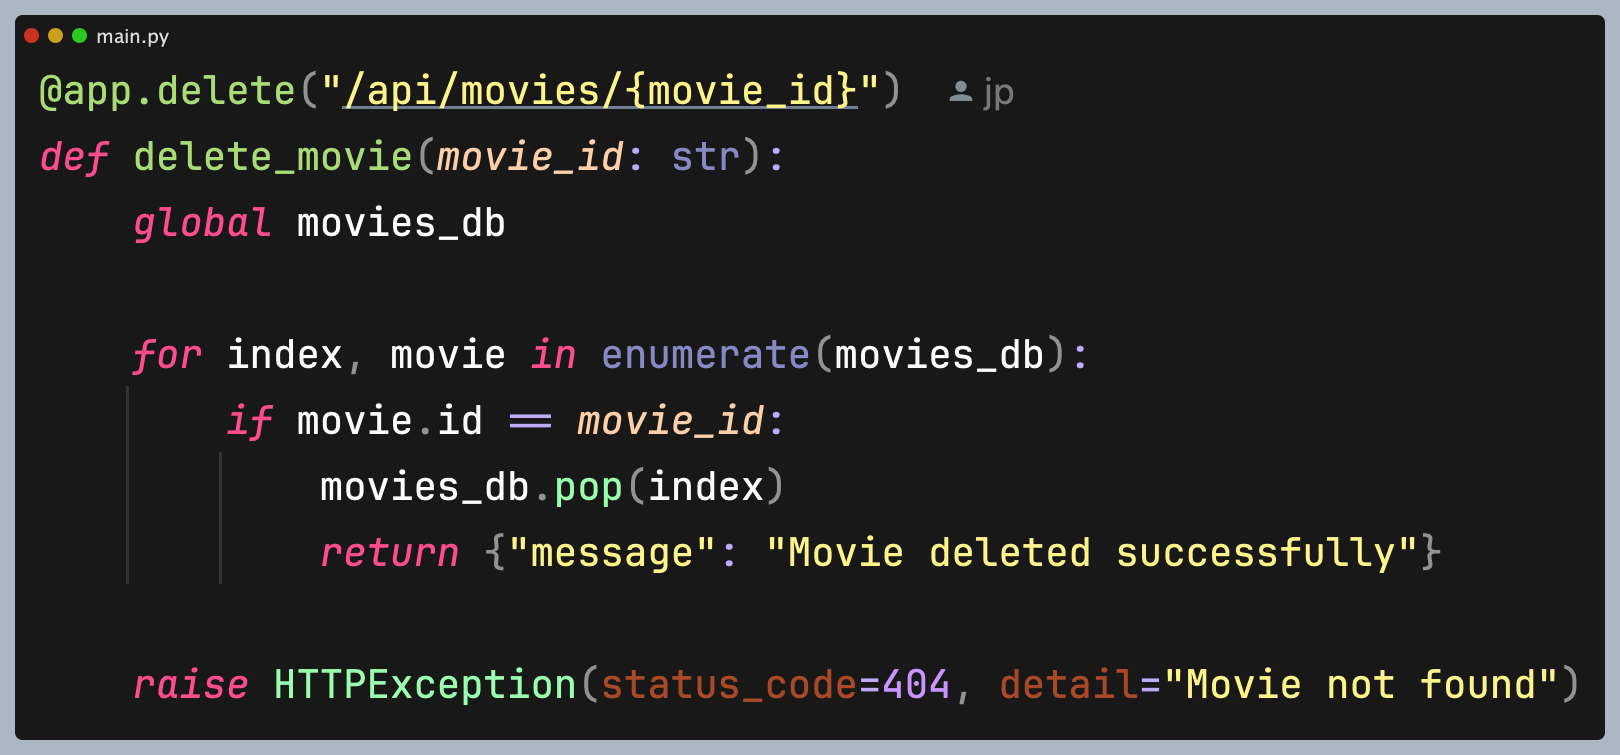 main.py
@app.delete("/api/movies/{movie_id}") jp
def delete_movie(movie_id: str):
    global movies_db
    for index, movie in enumerate(movies_db):
        if movie.id == movie_id:
            movies_db.pop(index)
            return {"message": "Movie deleted successfully"}
    raise HTTPException(status_code=404, detail="Movie not found")